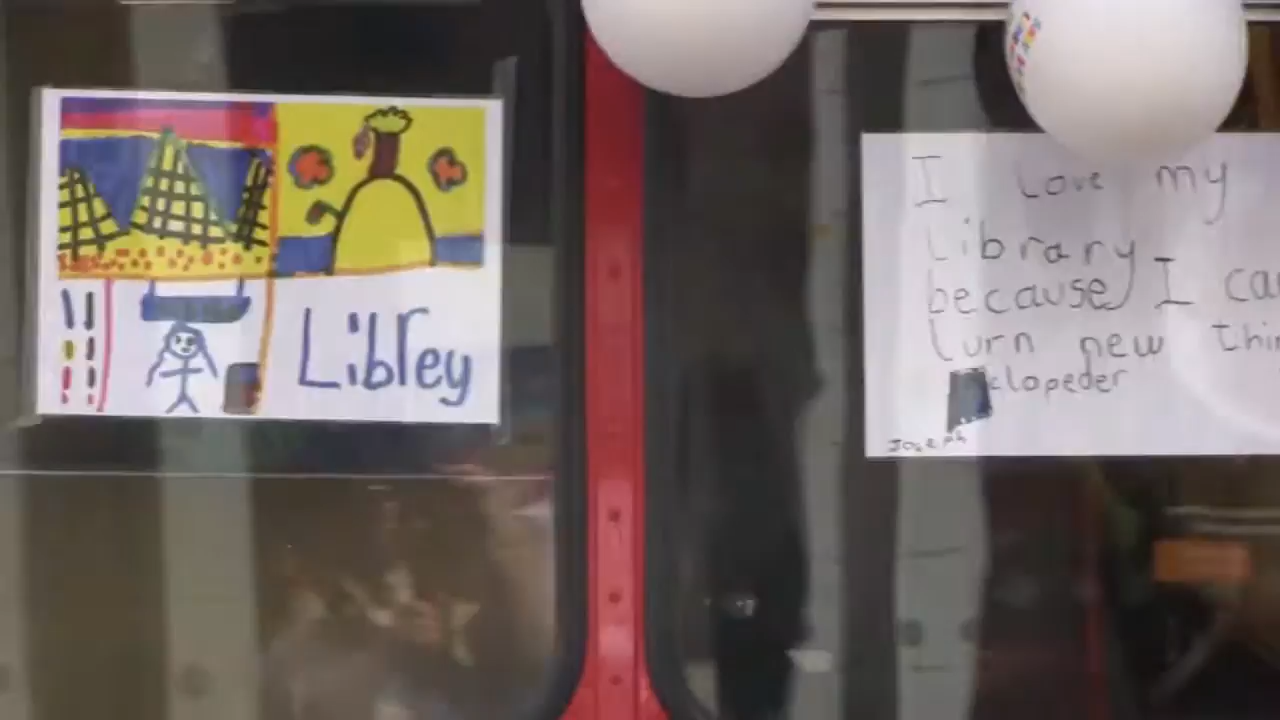 Libley
I Love my
Library
because I ca
Lurn new thi
clopeder
Joseph